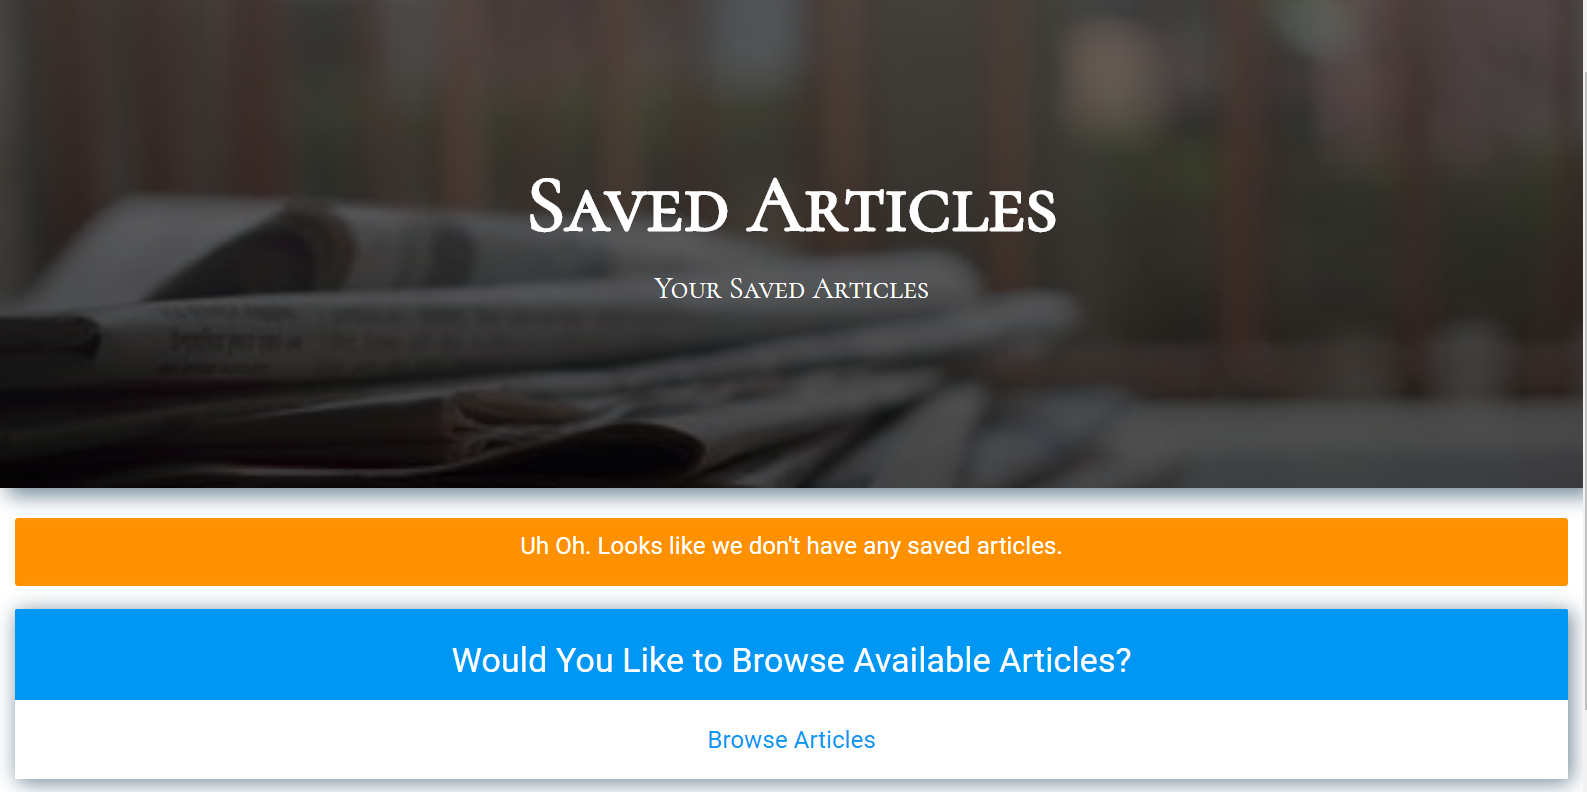 Saved Articles
Your Saved Articles
Uh Oh. Looks like we don't have any saved articles.
Would You Like to Browse Available Articles?
Browse Articles